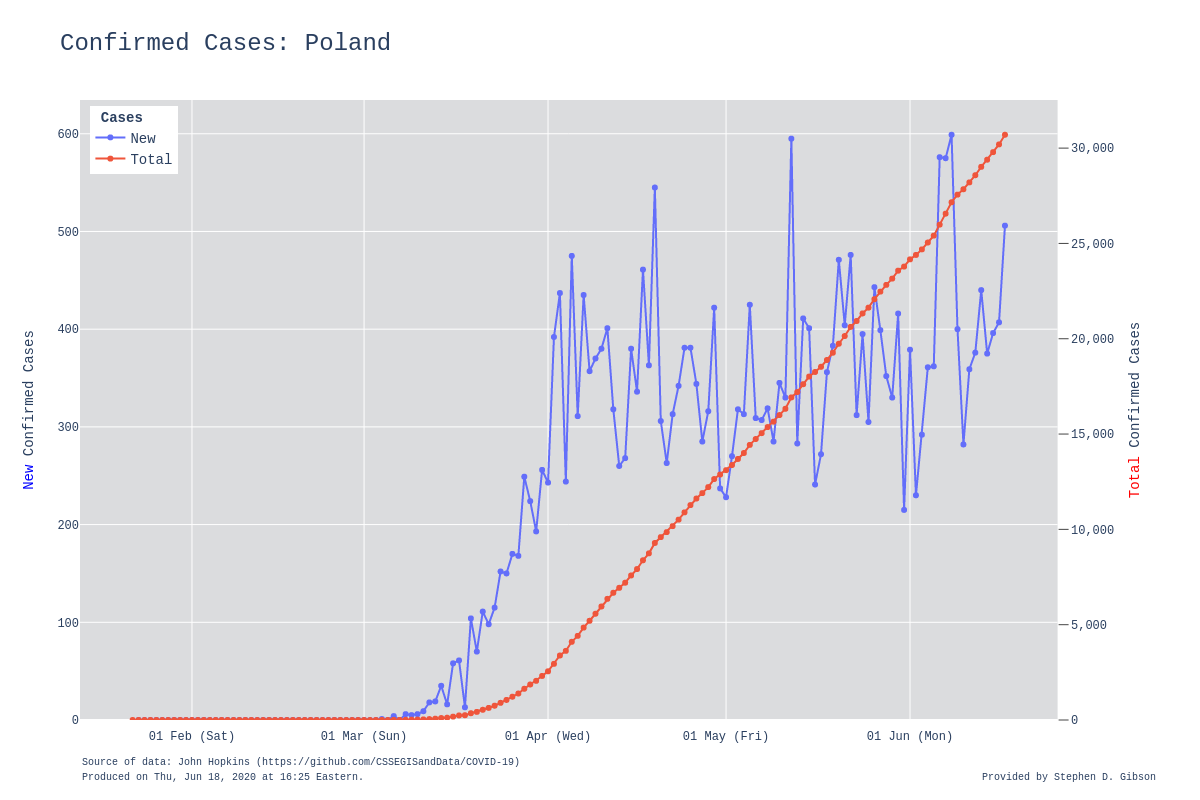 Confirmed Cases: Poland
Cases
New
Total
600
500
400
300
200
100
0
30,000
25,000
20,000
15,000
10,000
5,000
0
New Confirmed Cases
Total Confirmed Cases
01 Feb (Sat)
01 Mar (Sun)
01 Apr (Wed)
01 May (Fri)
01 Jun (Mon)
Source of data: John Hopkins (https://github.com/CSSEGISandData/COVID-19)
Produced on Thu, Jun 18, 2020 at 16:25 Eastern.
Provided by Stephen D. Gibson